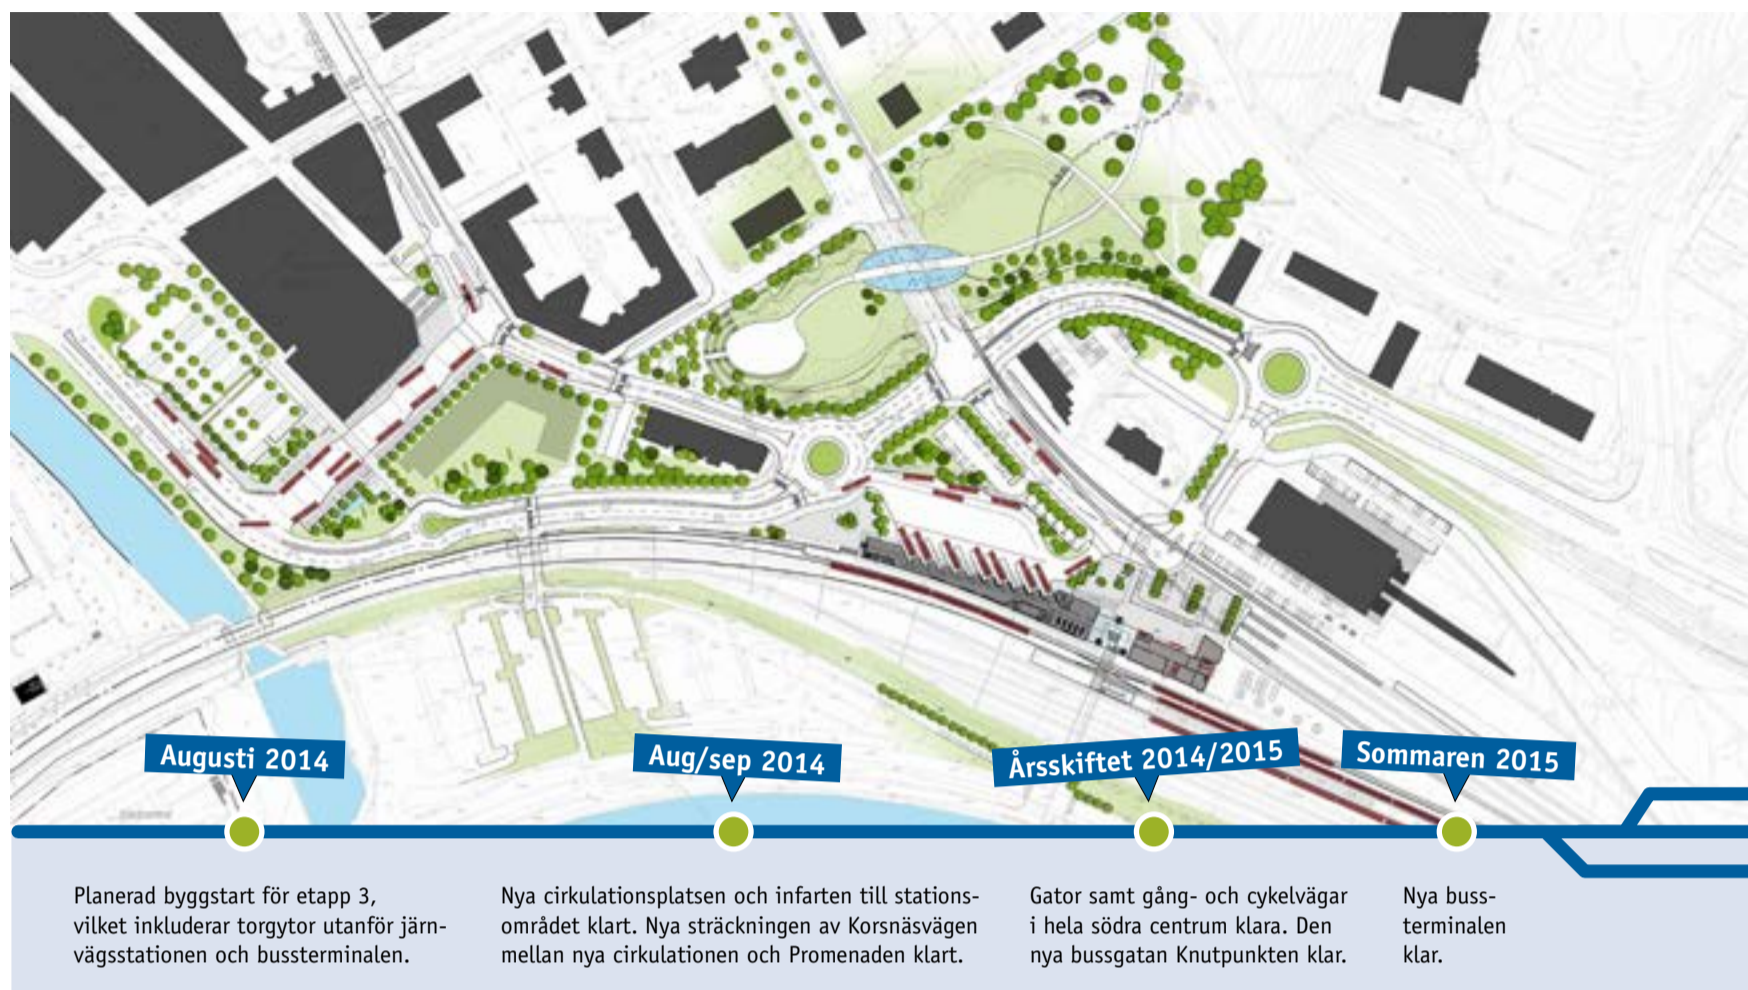 Augusti 2014
Aug/sep 2014
Årsskiftet 2014/2015
Sommaren 2015
Planerad byggstart för etapp 3,
vilket inkluderar torgytor utanför järn-
vägsstationen och bussterminalen.
Nya cirkulationsplatsen och infarten till stations-
området klart. Nya sträckningen av Korsnäsvägen
mellan nya cirkulationen och Promenaden klart.
Gator samt gång- och cykelvägar
i hela södra centrum klara. Den
nya bussgatan Knutpunkten klar.
Nya buss-
terminalen
klar.